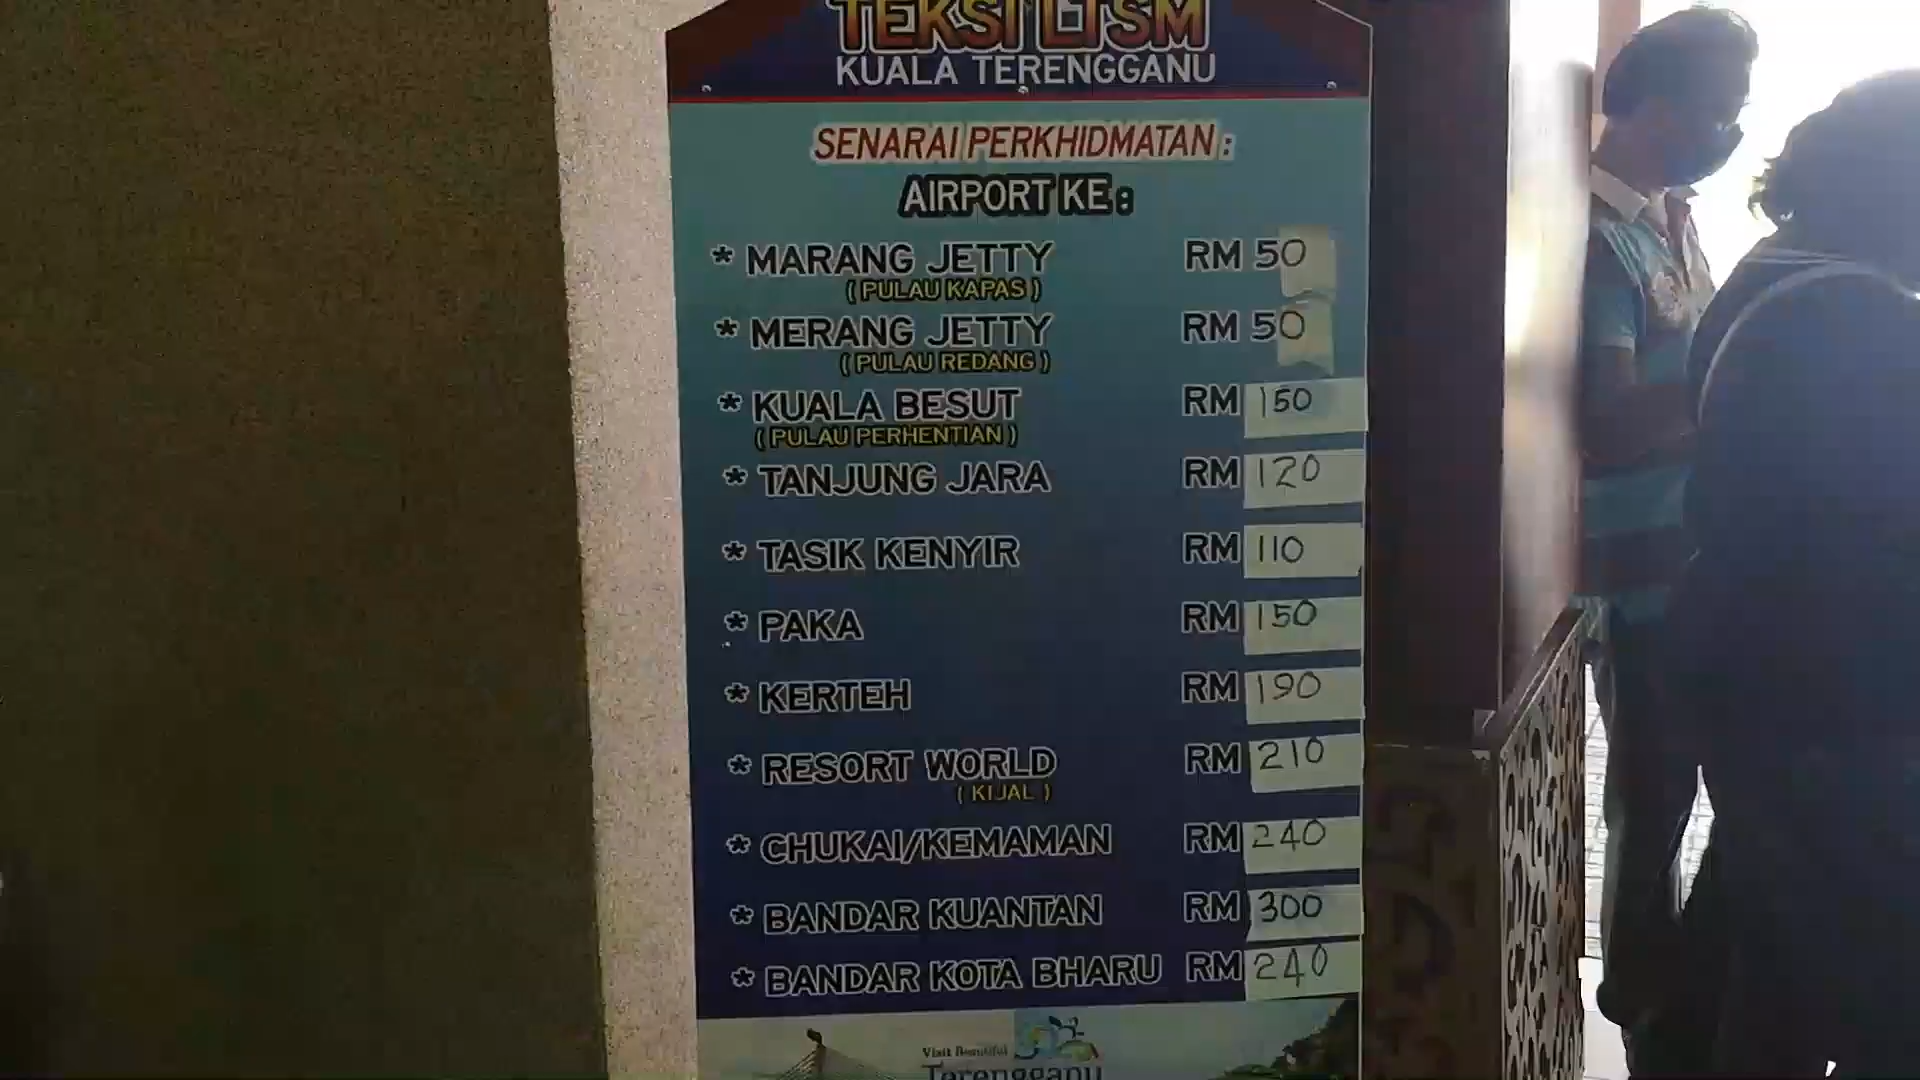 TEKSI LTSM
KUALA TERENGGANU
SENARAI PERKHIDMATAN :
AIRPORT KE :
* MARANG JETTY RM 50
( PULAU KAPAS )
* MERANG JETTY RM 50
( PULAU REDANG )
* KUALA BESUT RM 150
( PULAU PERHENTIAN )
* TANJUNG JARA RM 120
* TASIK KENYIR RM 110
* PAKA RM 150
* KERTEH RM 190
* RESORT WORLD RM 210
( KIJAL )
* CHUKAI/KEMAMAN RM 240
* BANDAR KUANTAN RM 300
* BANDAR KOTA BHARU RM 240
Visit Beautiful
Terengganu